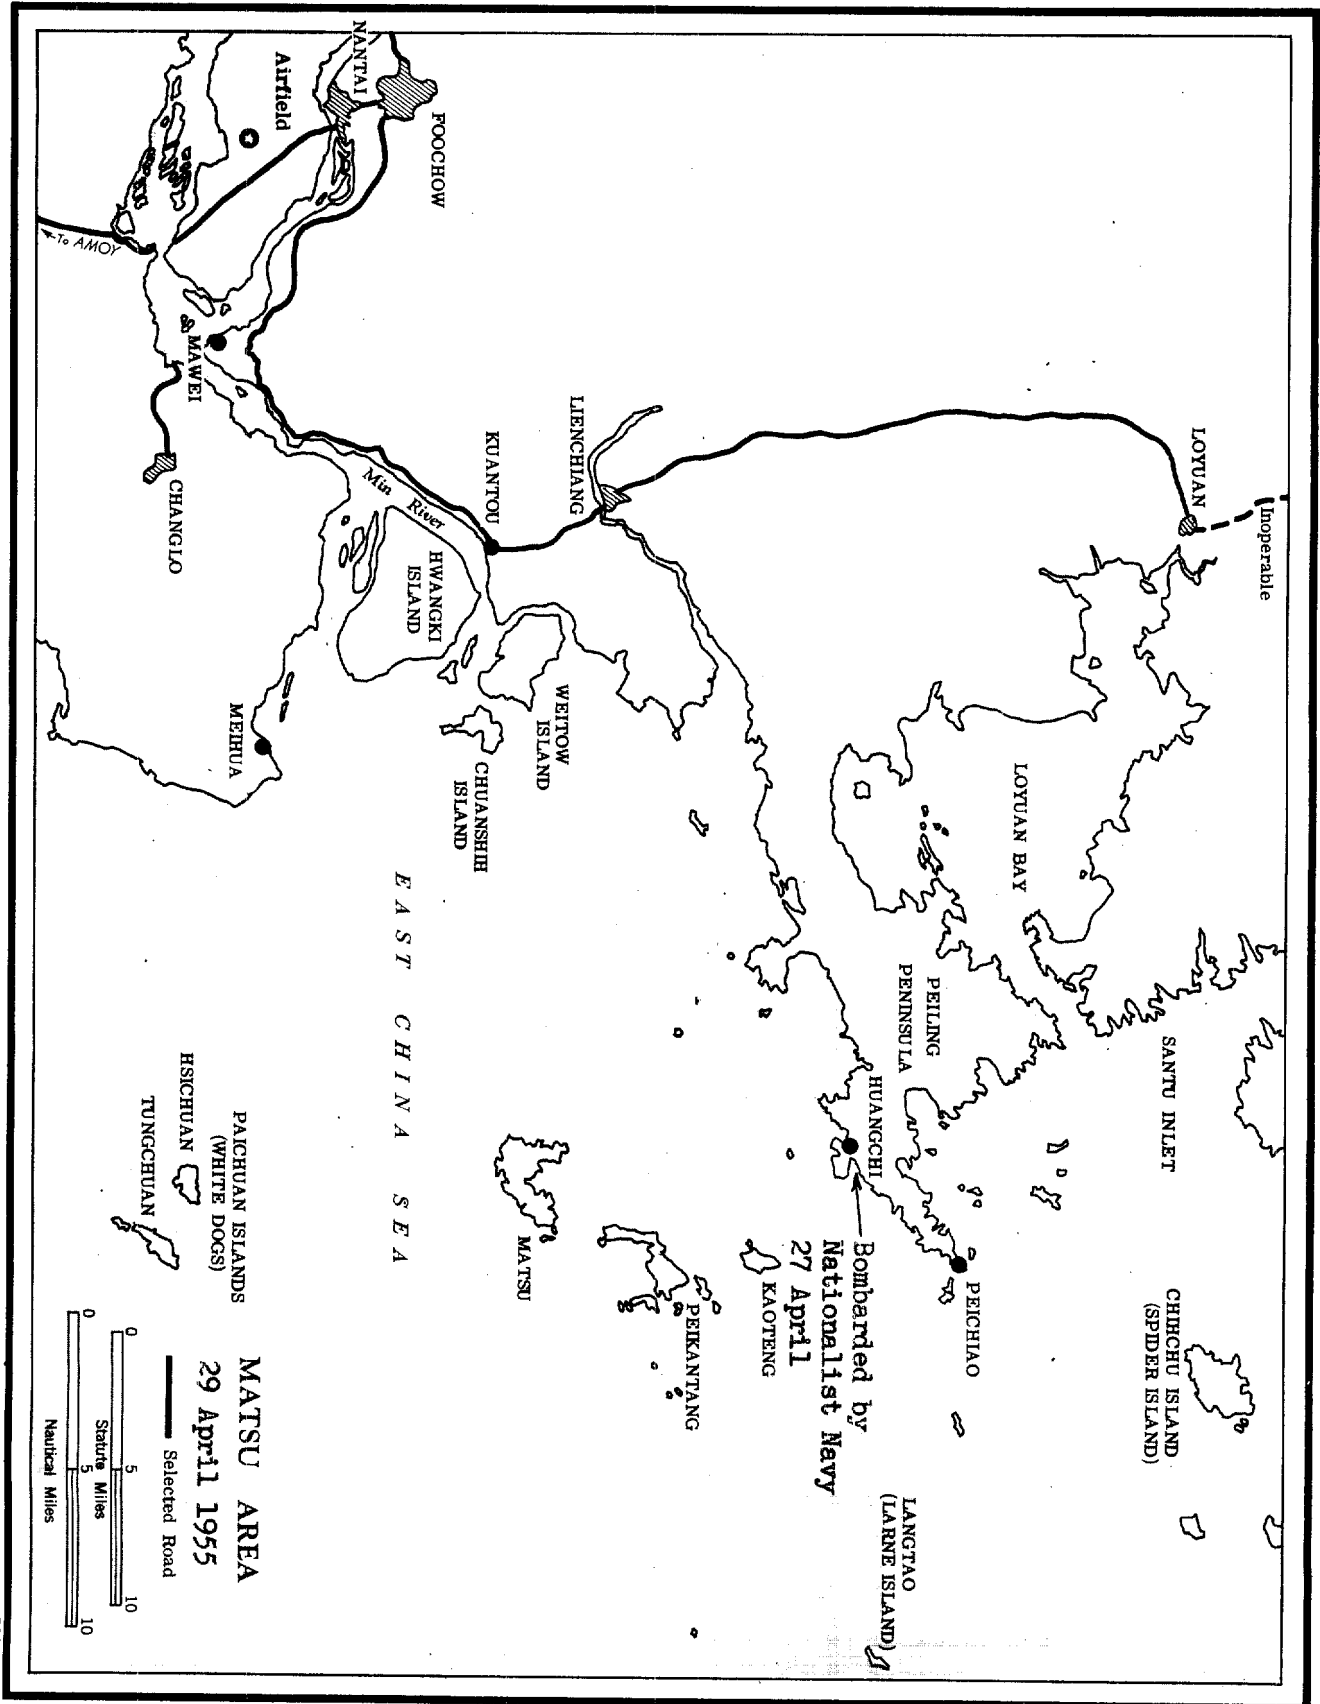 Inoperable
LOYUAN
LOYUAN BAY
SANTU INLET
CHIHCHU ISLAND
(SPIDER ISLAND)
FOOCHOW
NANTAI
Airfield
To AMOY
MAWEI
CHANGLO
LIENCHIANG
KUANTOU
Min River
HWANGKI
ISLAND
WEITOW
ISLAND
CHUANSHIH
ISLAND
MEIHUA
PEILING
PENINSULA
HUANGCHI
PEICHIAO
Bombarded by
Nationalist Navy
27 April
LANGTAO
(LARNE ISLAND)
KAOTENG
PEIKANTANG
MATSU
EAST CHINA SEA
PAICHUAN ISLANDS
(WHITE DOGS)
HSICHUAN
TUNGCHUAN
MATSU AREA
29 April 1955
Selected Road
0 5 10
Statute Miles
0 5 10
Nautical Miles